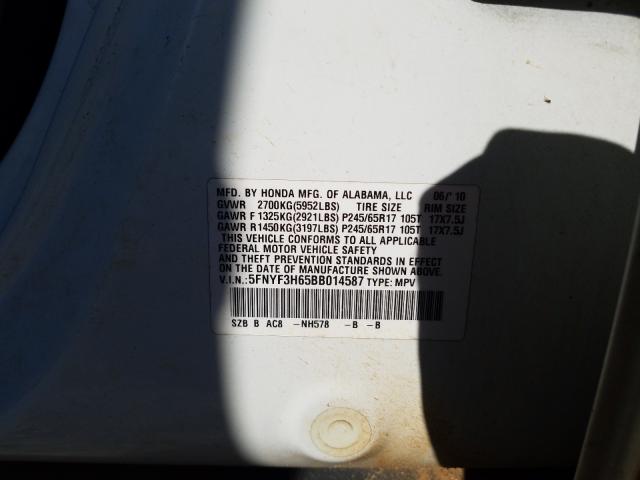 MFD. BY HONDA MFG. OF ALABAMA, LLC 06/'10
GVWR 2700KG(5952LBS) TIRE SIZE RIM SIZE
GAWR F 1325KG(2921LBS) P245/65R17 105T 17X7.5J
GAWR R1450KG(3197LBS) P245/65R17 105T 17X7.5J
THIS VEHICLE CONFORMS TO ALL APPLICABLE
FEDERAL MOTOR VEHICLE SAFETY
AND THEFT PREVENTION STANDARDS IN EFFECT
ON THE DATE OF MANUFACTURE SHOWN ABOVE.
V.I.N.: 5FNYF3H65BB014587 TYPE: MPV
SZB B AC8 -NH578 -B -B